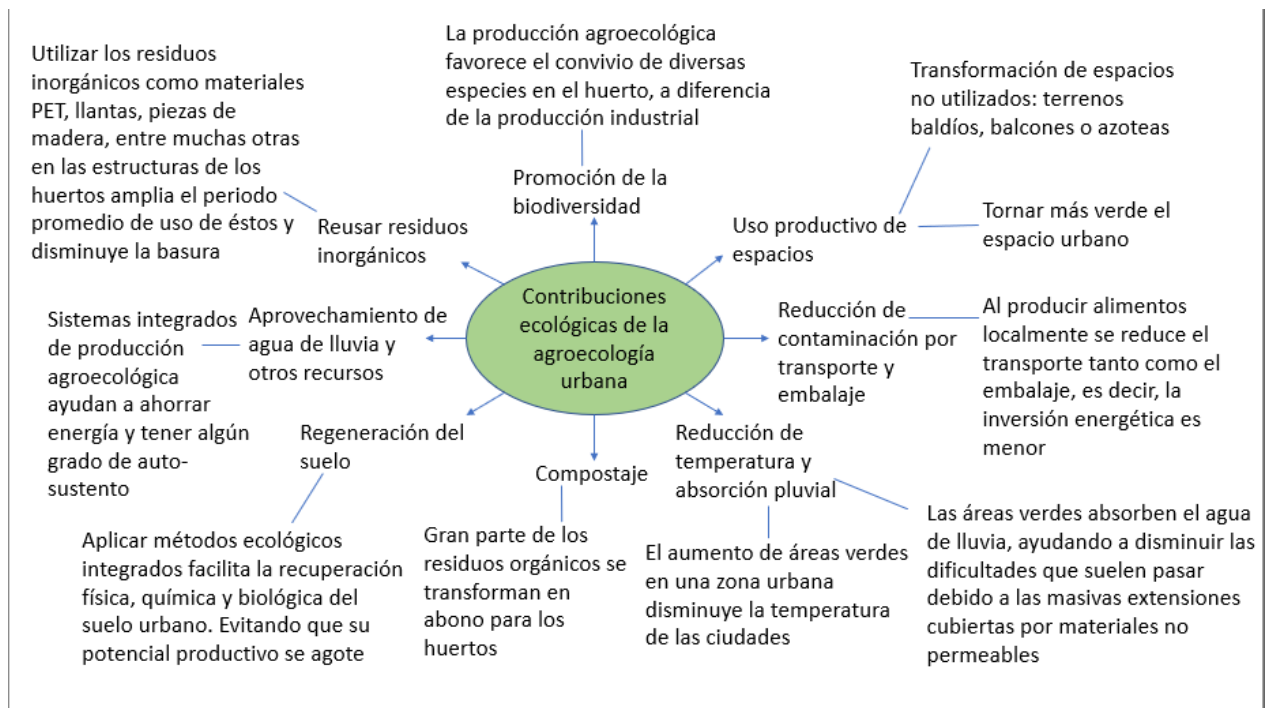 Contribuciones
ecológicas de la
agroecología
urbana
Promoción de la
biodiversidad
La producción agroecológica
favorece el convivio de diversas
especies en el huerto, a diferencia
de la producción industrial
Uso productivo de
espacios
Transformación de espacios
no utilizados: terrenos
baldíos, balcones o azoteas
Tornar más verde el
espacio urbano
Reducción de
contaminación por
transporte y
embalaje
Al producir alimentos
localmente se reduce el
transporte tanto como el
embalaje, es decir, la
inversión energética es
menor
Reducción de
temperatura y
absorción pluvial
El aumento de áreas verdes
en una zona urbana
disminuye la temperatura
de las ciudades
Las áreas verdes absorben el agua
de lluvia, ayudando a disminuir las
dificultades que suelen pasar
debido a las masivas extensiones
cubiertas por materiales no
permeables
Compostaje
Gran parte de los
residuos orgánicos se
transforman en
abono para los
huertos
Regeneración del
suelo
Aplicar métodos ecológicos
integrados facilita la recuperación
física, química y biológica del
suelo urbano. Evitando que su
potencial productivo se agote
Aprovechamiento de
agua de lluvia y
otros recursos
Sistemas integrados
de producción
agroecológica
ayudan a ahorrar
energía y tener algún
grado de auto-
sustento
Reusar residuos
inorgánicos
Utilizar los residuos
inorgánicos como materiales
PET, llantas, piezas de
madera, entre muchas otras
en las estructuras de los
huertos amplia el periodo
promedio de uso de éstos y
disminuye la basura